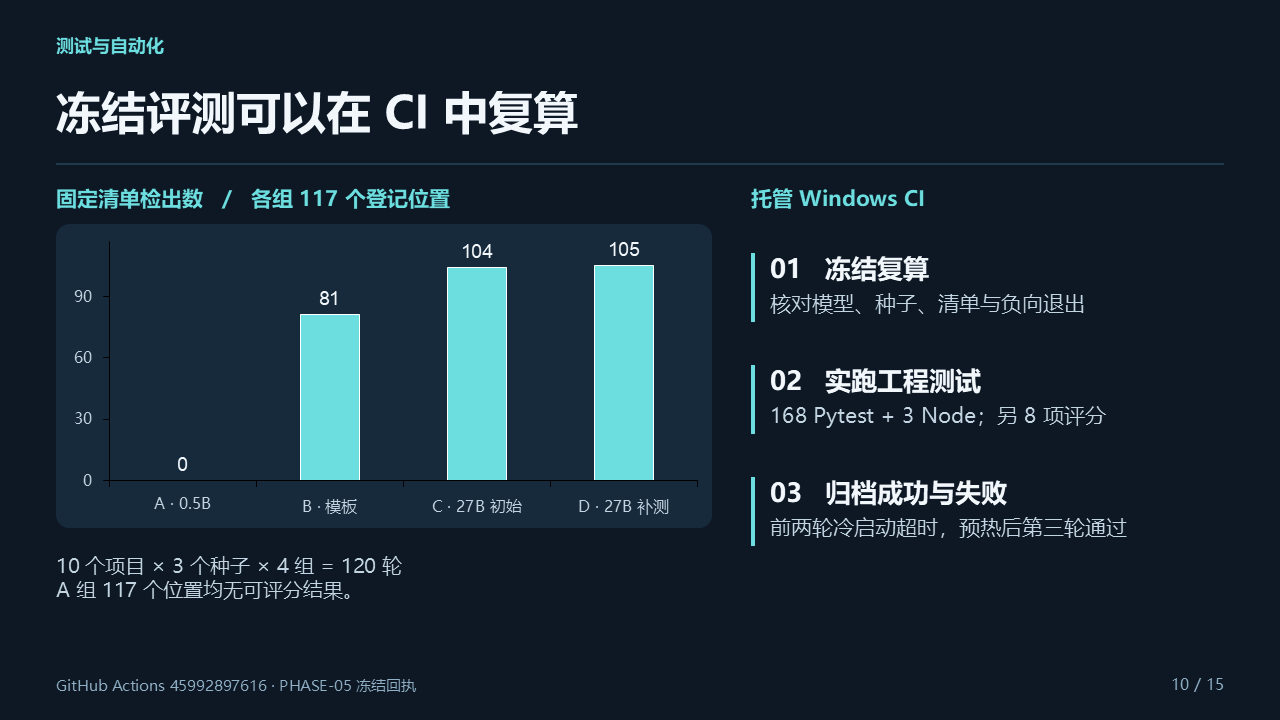 测试与自动化
冻结评测可以在 CI 中复算
固定清单检出数 / 各组 117 个登记位置
90
60
30
0
0
81
104
105
A · 0.5B
B · 模板
C · 27B 初始
D · 27B 补测
10 个项目 × 3 个种子 × 4 组 = 120 轮
A 组 117 个位置均无可评分结果。
托管 Windows CI
01 冻结复算
核对模型、种子、清单与负向退出
02 实跑工程测试
168 Pytest + 3 Node；另 8 项评分
03 归档成功与失败
前两轮冷启动超时，预热后第三轮通过
GitHub Actions 45992897616 · PHASE-05 冻结回执
10 / 15